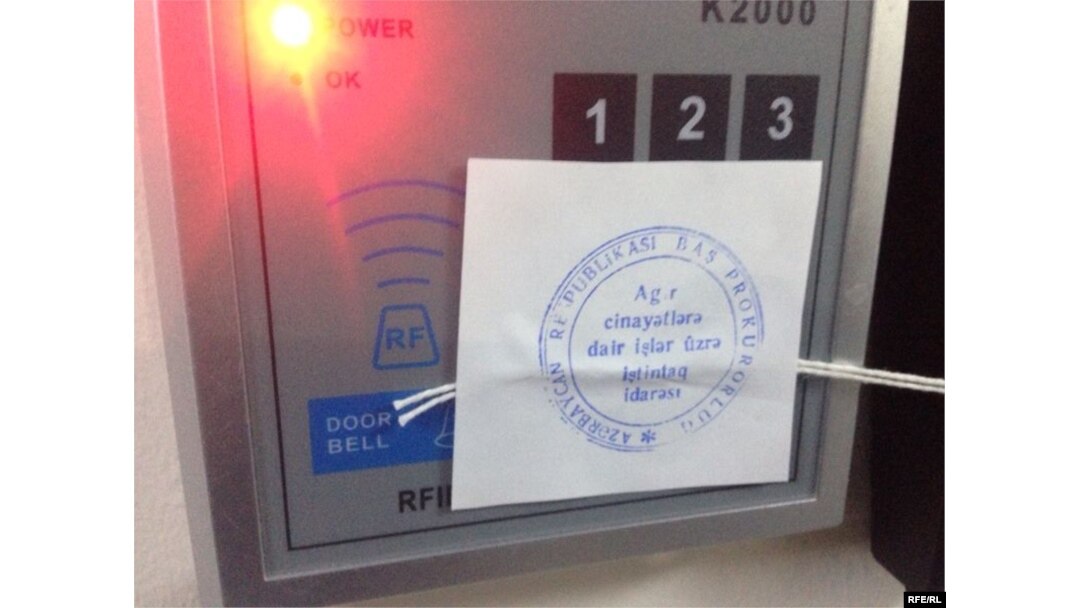 K2000
POWER
OK
1 2 3
RF
DOOR
BELL
AZƏRBAYCAN RESPUBLİKASI BAŞ PROKURORLUĞU *
cinayətlərə
dair işlər üzrə
istintaq
idarəsi
RFE/RL